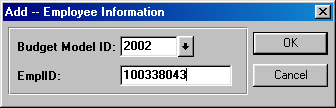 Add -- Employee Information
Budget Model ID: 2002
OK
EmplID: 100338043
Cancel